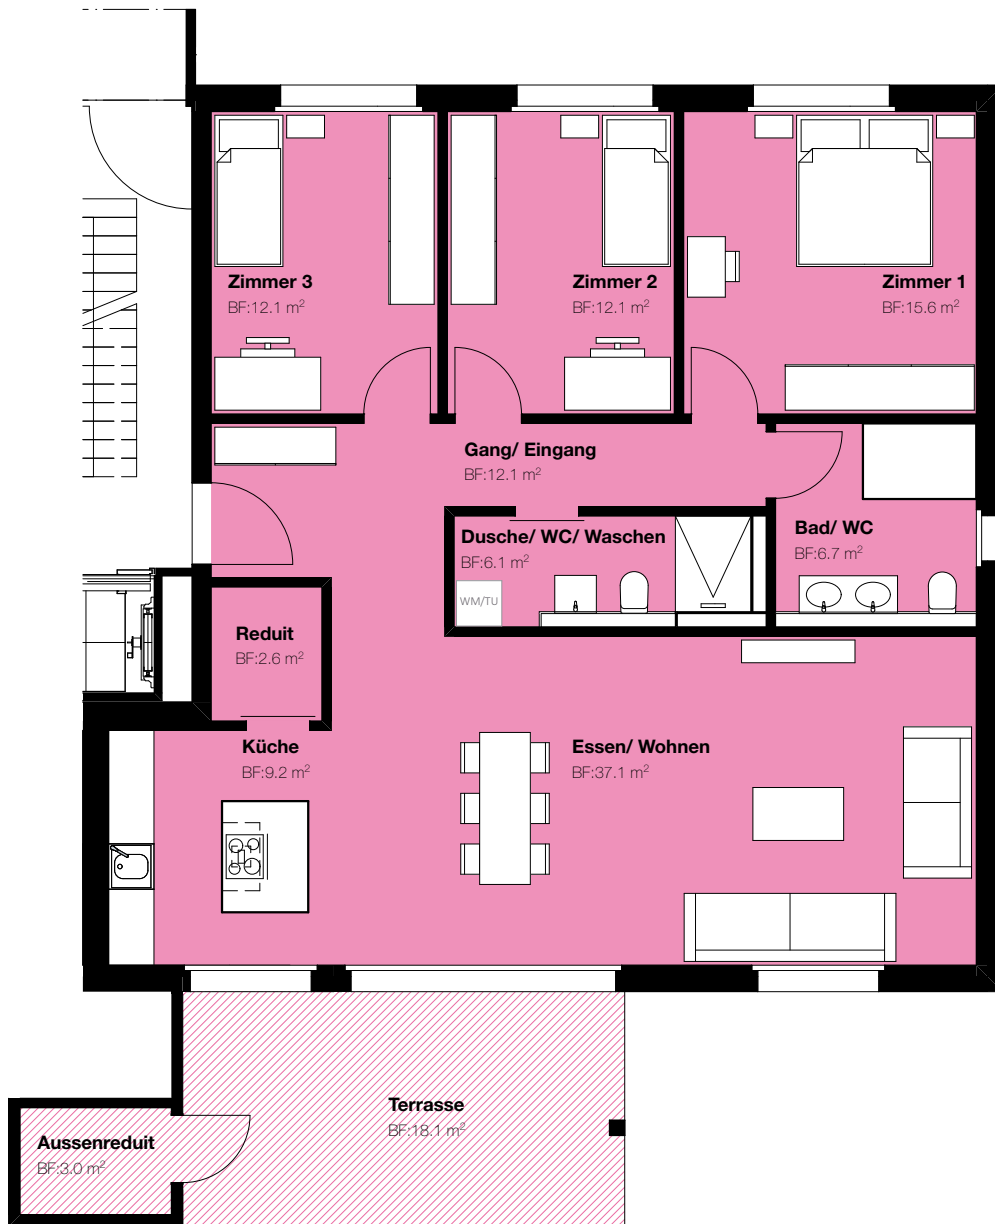 Zimmer 3
BF:12.1 m²
Zimmer 2
BF:12.1 m²
Zimmer 1
BF:15.6 m²
Gang/ Eingang
BF:12.1 m²
Dusche/ WC/ Waschen
BF:6.1 m²
WM/TU
Bad/ WC
BF:6.7 m²
Reduit
BF:2.6 m²
Küche
BF:9.2 m²
Essen/ Wohnen
BF:37.1 m²
Terrasse
BF:18.1 m²
Aussenreduit
BF:3.0 m²